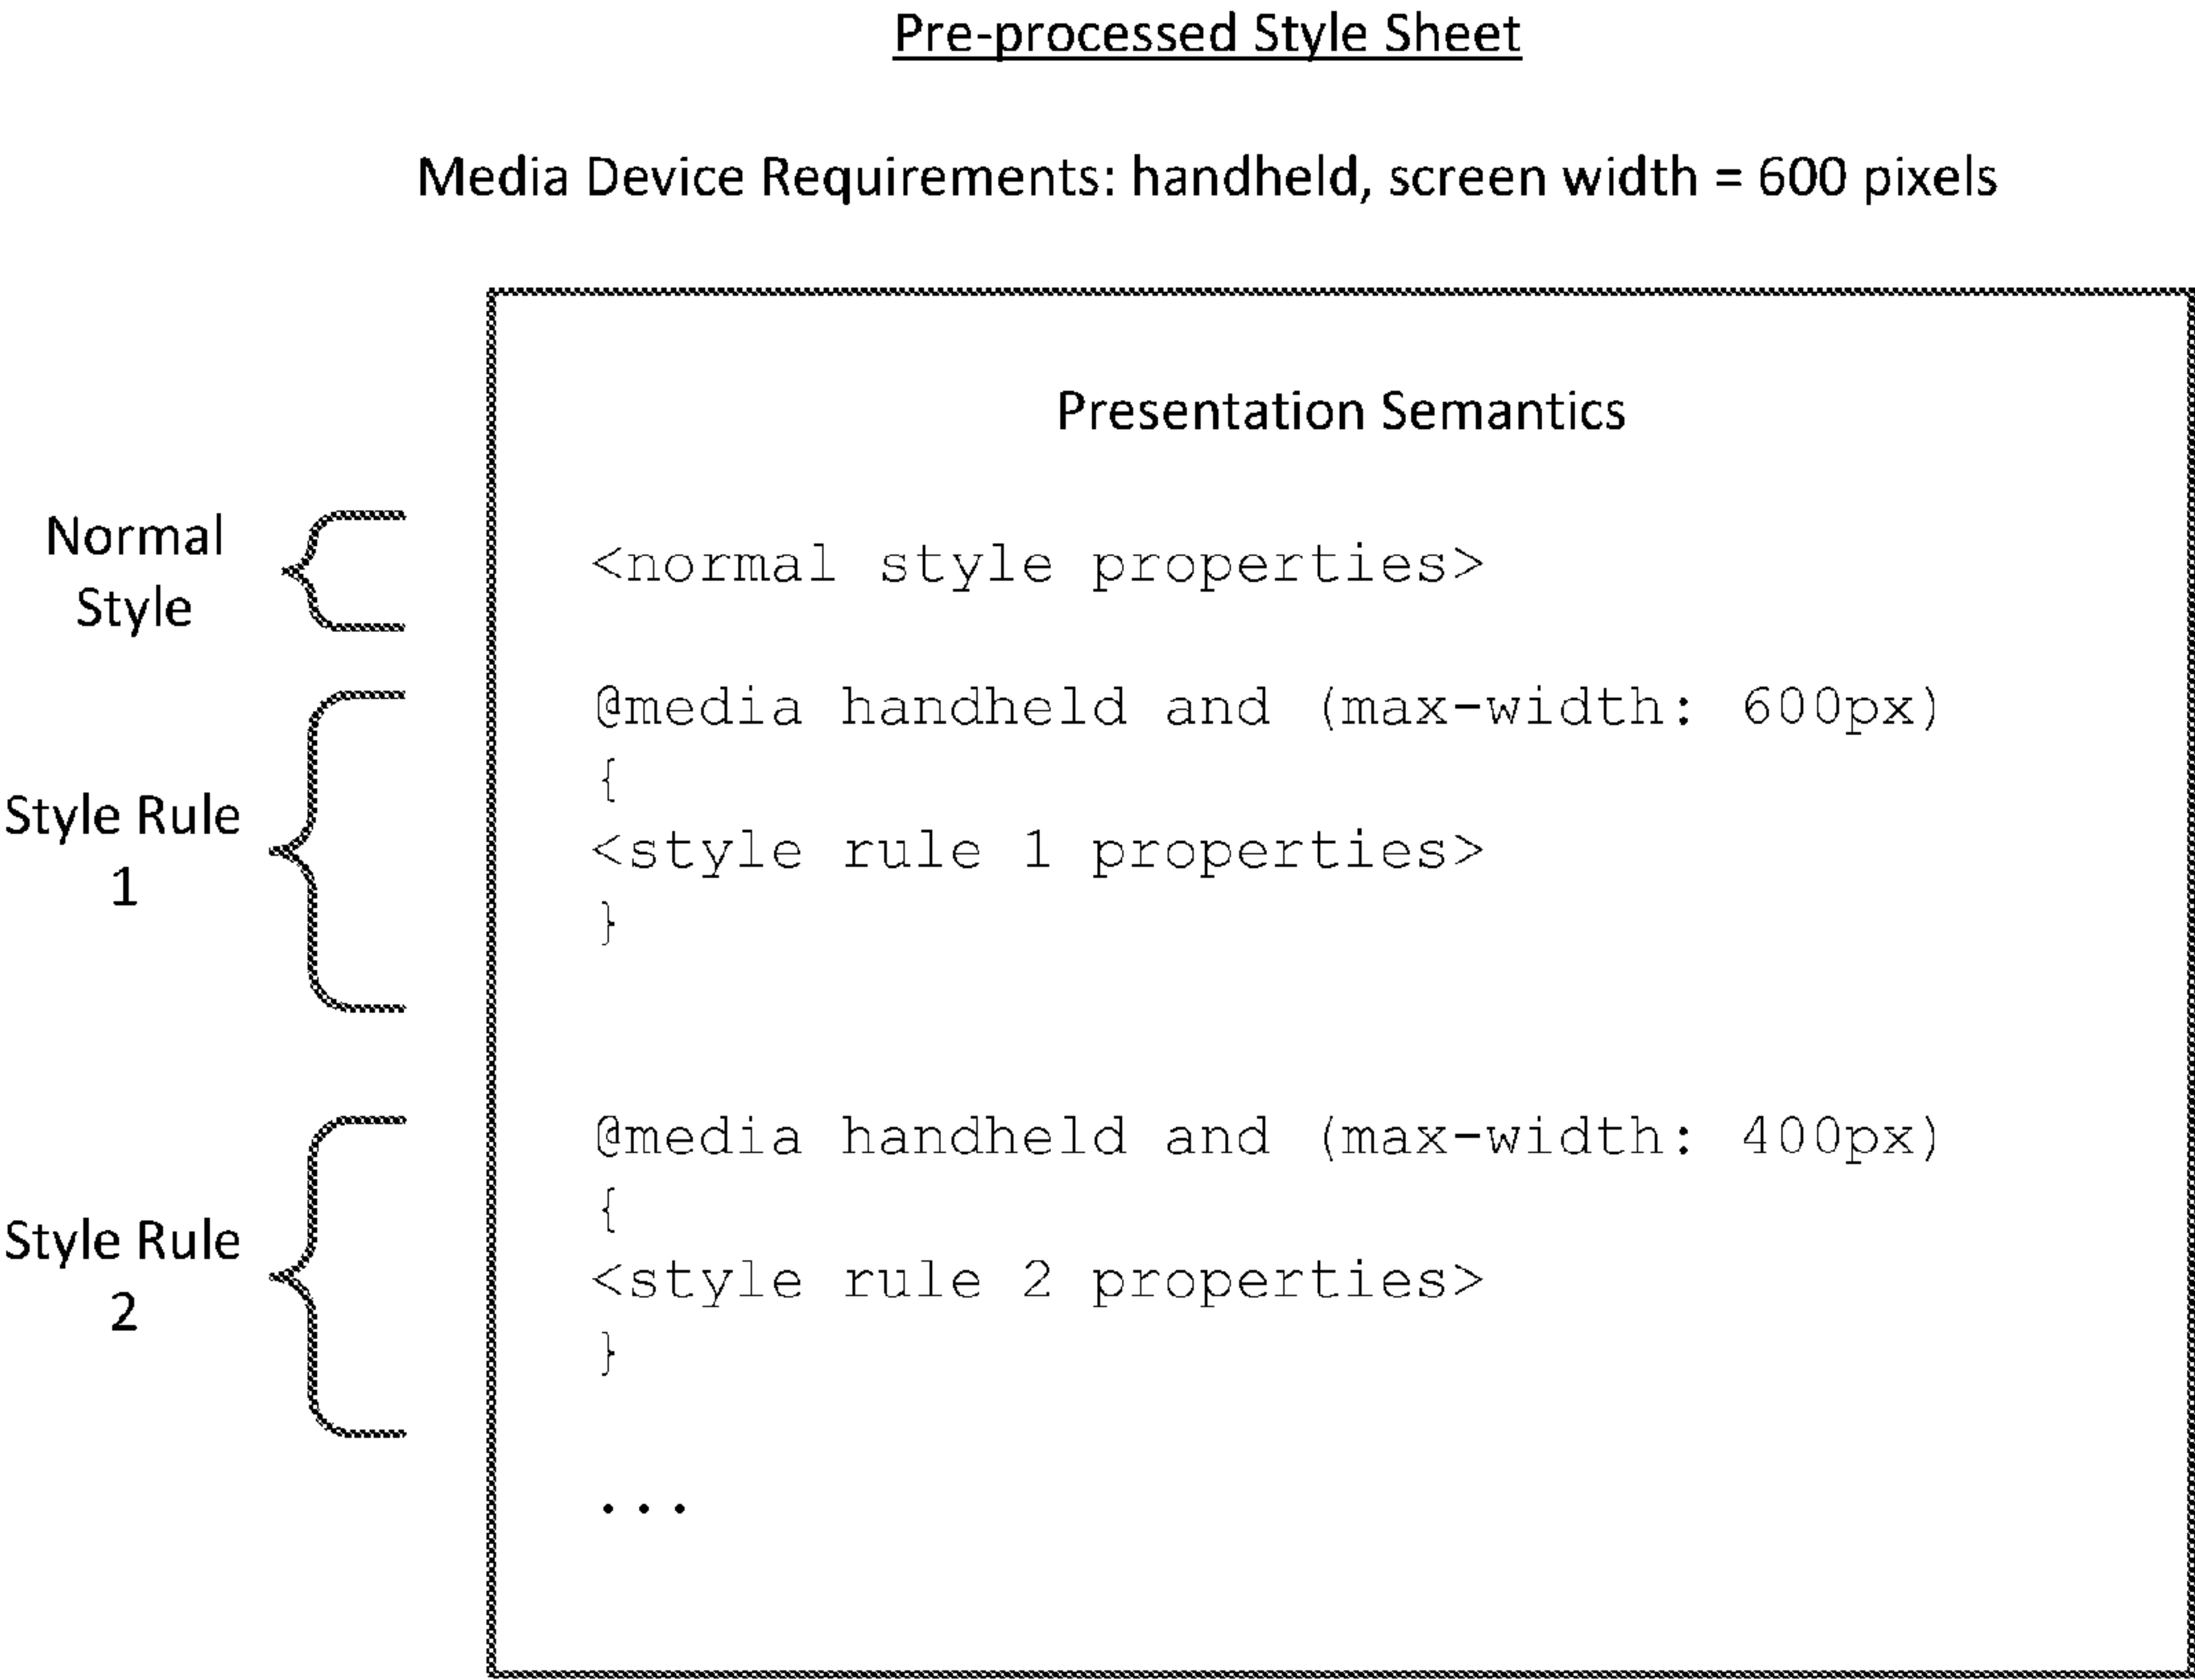 Pre-processed Style Sheet
Media Device Requirements: handheld, screen width = 600 pixels
Presentation Semantics
Normal
Style
<normal style properties>
Style Rule
1
@media handheld and (max-width: 600px)
{
<style rule 1 properties>
}
Style Rule
2
@media handheld and (max-width: 400px)
{
<style rule 2 properties>
}
...